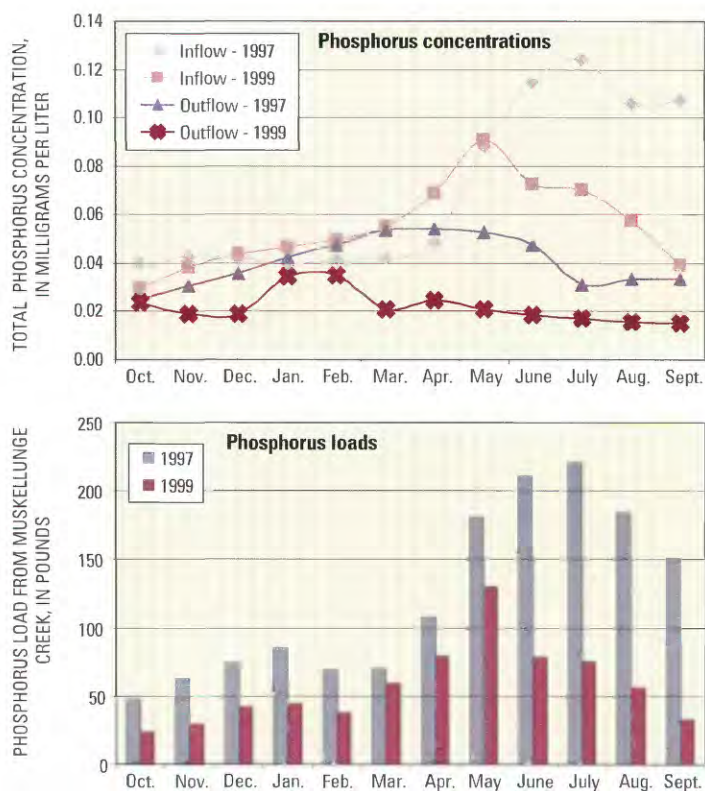 TOTAL PHOSPHORUS CONCENTRATION,
IN MILLIGRAMS PER LITER
0.14
0.12
0.10
0.08
0.06
0.04
0.02
0.00
Phosphorus concentrations
Inflow - 1997
Inflow - 1999
Outflow - 1997
Outflow - 1999
Oct. Nov. Dec. Jan. Feb. Mar. Apr. May June July Aug. Sept.
PHOSPHORUS LOAD FROM MUSKELLUNGE
CREEK, IN POUNDS
250
200
150
100
50
0
Phosphorus loads
1997
1999
Oct. Nov. Dec. Jan. Feb. Mar. Apr. May June July Aug. Sept.